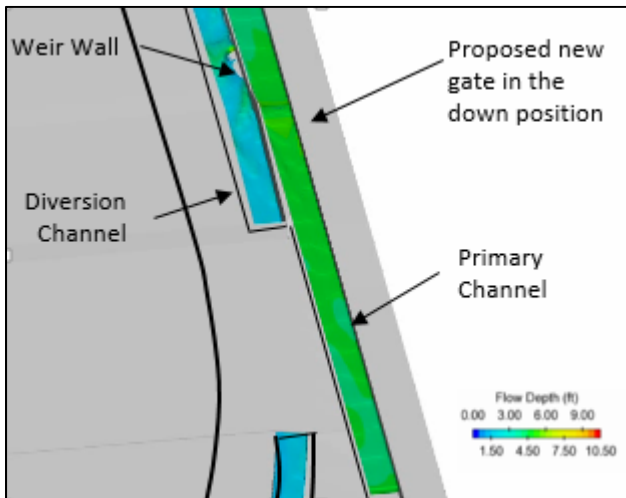 Weir Wall
Proposed new
gate in the
down position
Diversion
Channel
Primary
Channel
Flow Depth (ft)
0.00 3.00 6.00 9.00
1.50 4.50 7.50 10.50